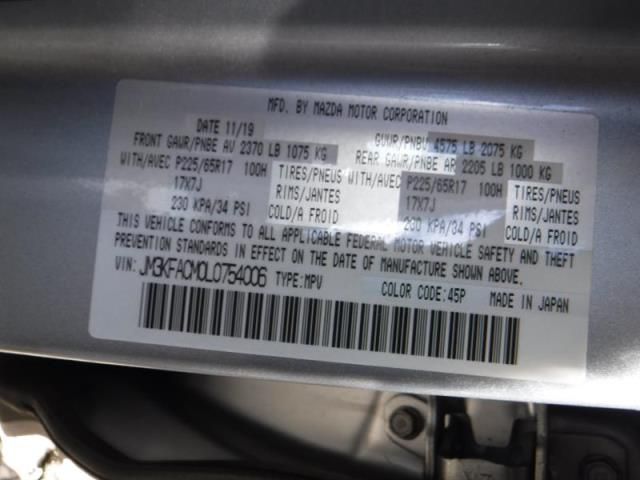 MFD. BY MAZDA MOTOR CORPORATION
DATE 11/19 GVWR/PNBV 4575 LB 2075 KG
FRONT GAWR/PNBE AV 2370 LB 1075 KG REAR GAWR/PNBE AR 2205 LB 1000 KG
WITH/AVEC P225/65R17 100H TIRES/PNEUS WITH/AVEC P225/65R17 100H TIRES/PNEUS
17X7J RIMS/JANTES 17X7J RIMS/JANTES
230 KPA/34 PSI COLD/A FROID 230 KPA/34 PSI COLD/A FROID
THIS VEHICLE CONFORMS TO ALL APPLICABLE FEDERAL MOTOR VEHICLE SAFETY AND THEFT
PREVENTION STANDARDS IN EFFECT ON THE DATE OF MANUFACTURE SHOWN ABOVE.
VIN: JM3KFACM0L0754006 TYPE:MPV COLOR CODE:45P MADE IN JAPAN